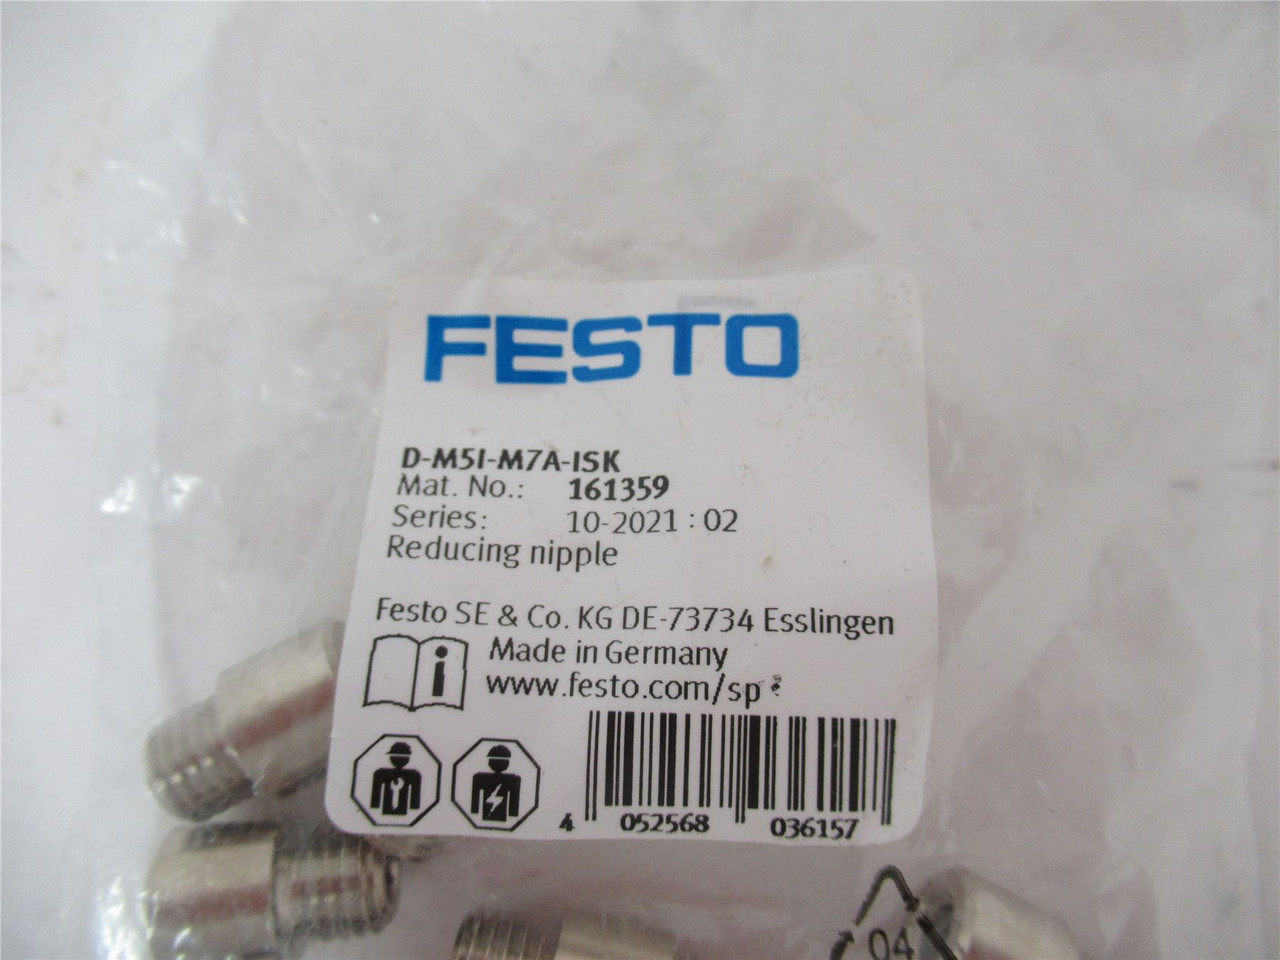 FESTO
D-M5I-M7A-ISK
Mat. No.: 161359
Series: 10-2021 : 02
Reducing nipple
Festo SE & Co. KG DE-73734 Esslingen
Made in Germany
www.festo.com/sp
4 052568 036157
04